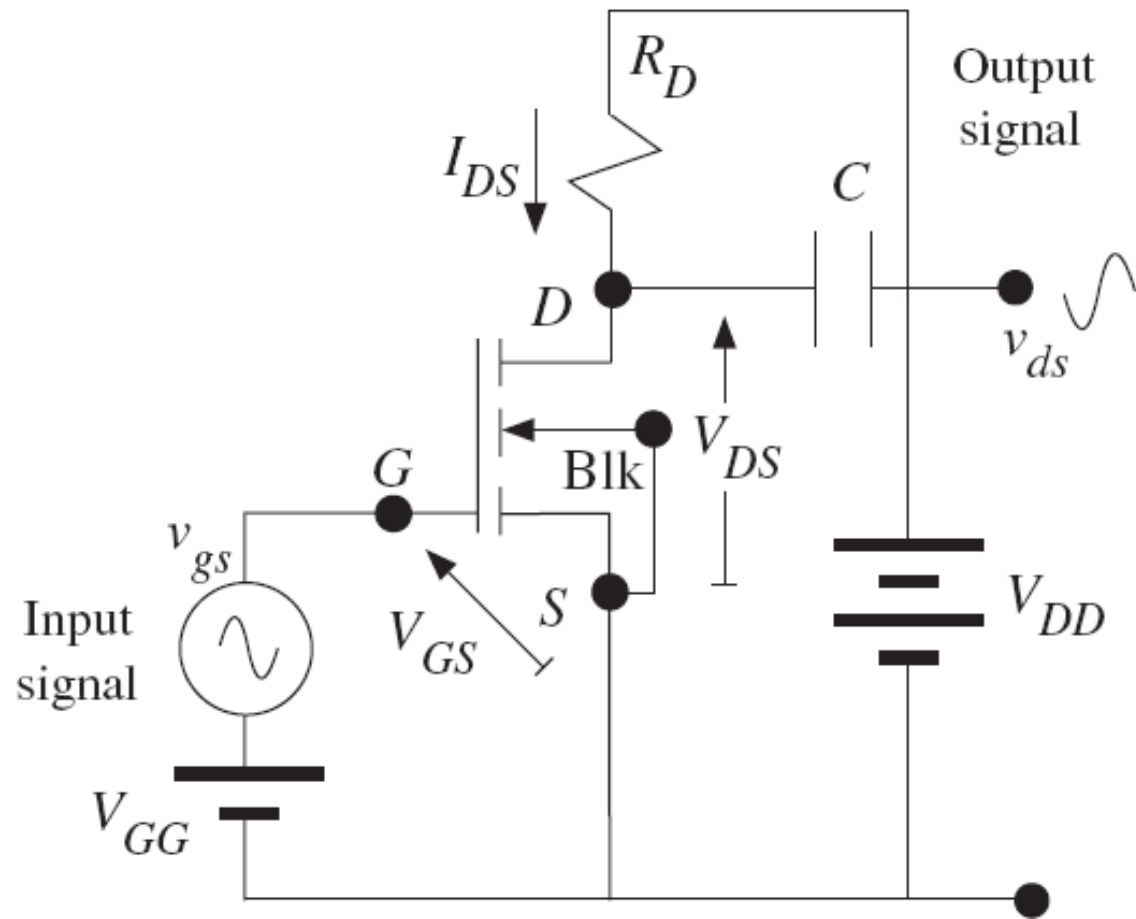 R_D
Output
signal
I_DS
C
D
v_ds
V_DS
G
Blk
v_gs
S
V_DD
Input
signal
V_GS
V_GG